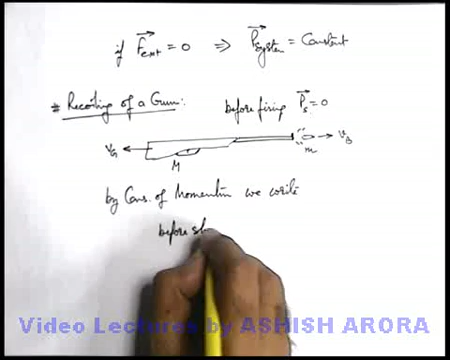 if F⃗ext = 0 ⇒ P⃗system = Constant
* Recoiling of a Gun: before firing P⃗s = 0
vG M m vB
by Cons. of Momentum we write
before sh
Video Lectures by ASHISH ARORA